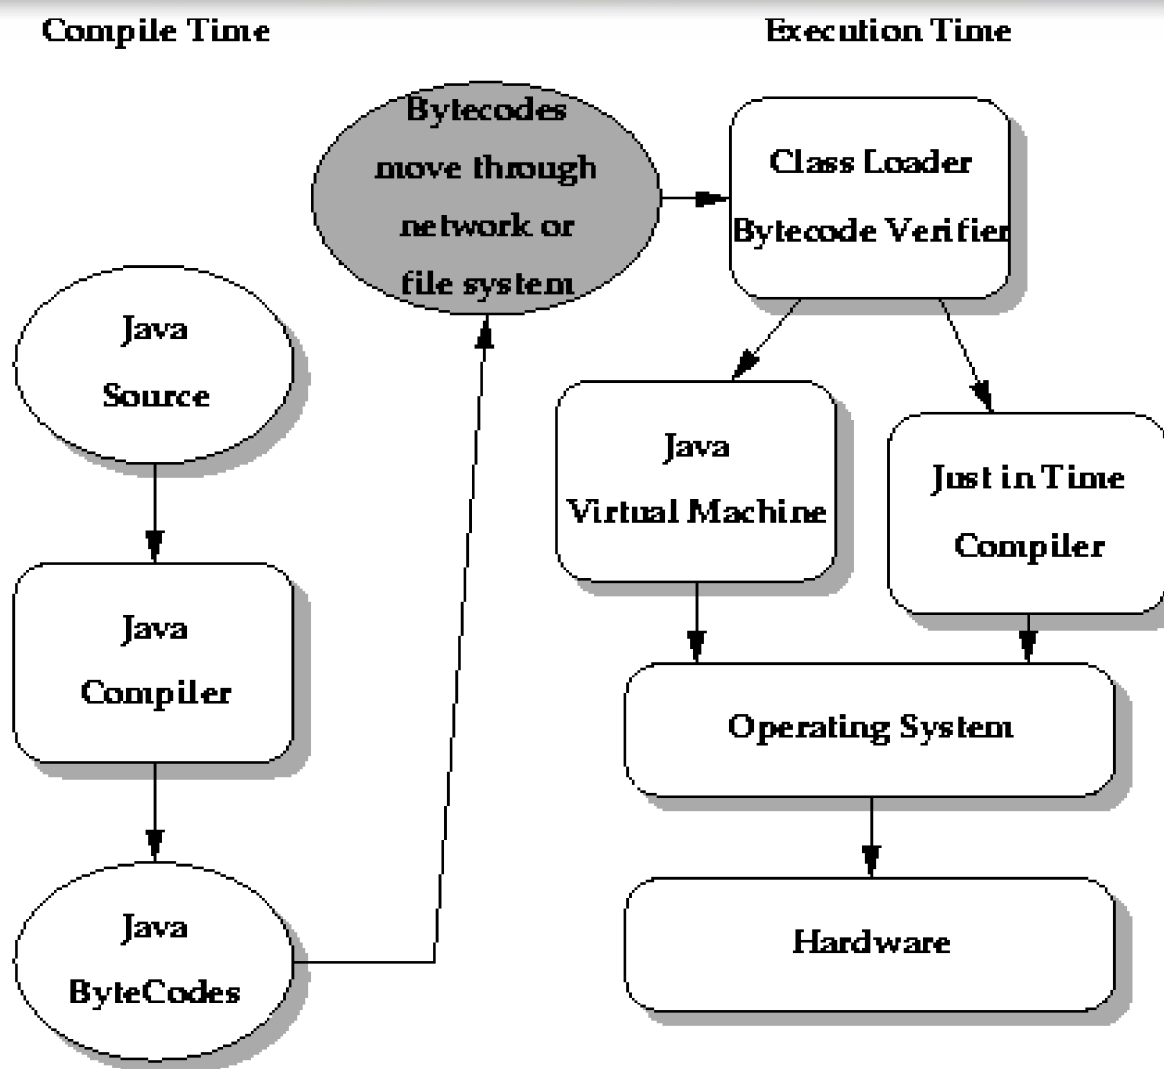 Compile Time
Execution Time
Bytecodes
move through
network or
file system
Class Loader
Bytecode Verifier
Java
Source
Java
Virtual Machine
Just in Time
Compiler
Java
Compiler
Operating System
Java
ByteCodes
Hardware